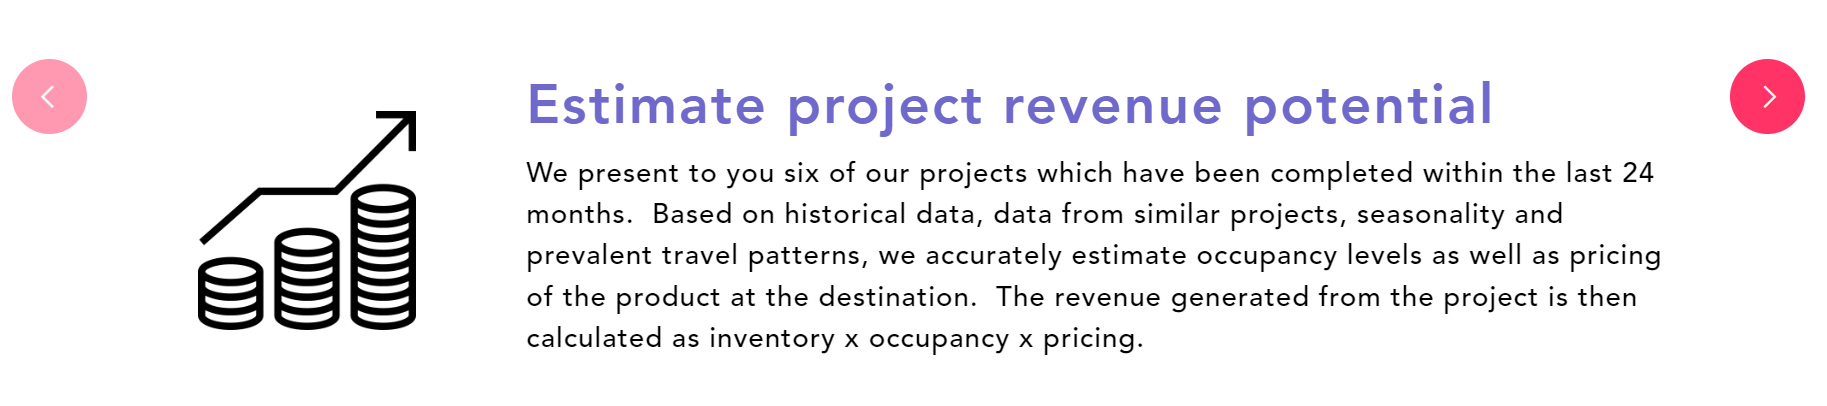 Estimate project revenue potential
We present to you six of our projects which have been completed within the last 24
months.  Based on historical data, data from similar projects, seasonality and
prevalent travel patterns, we accurately estimate occupancy levels as well as pricing
of the product at the destination.  The revenue generated from the project is then
calculated as inventory x occupancy x pricing.